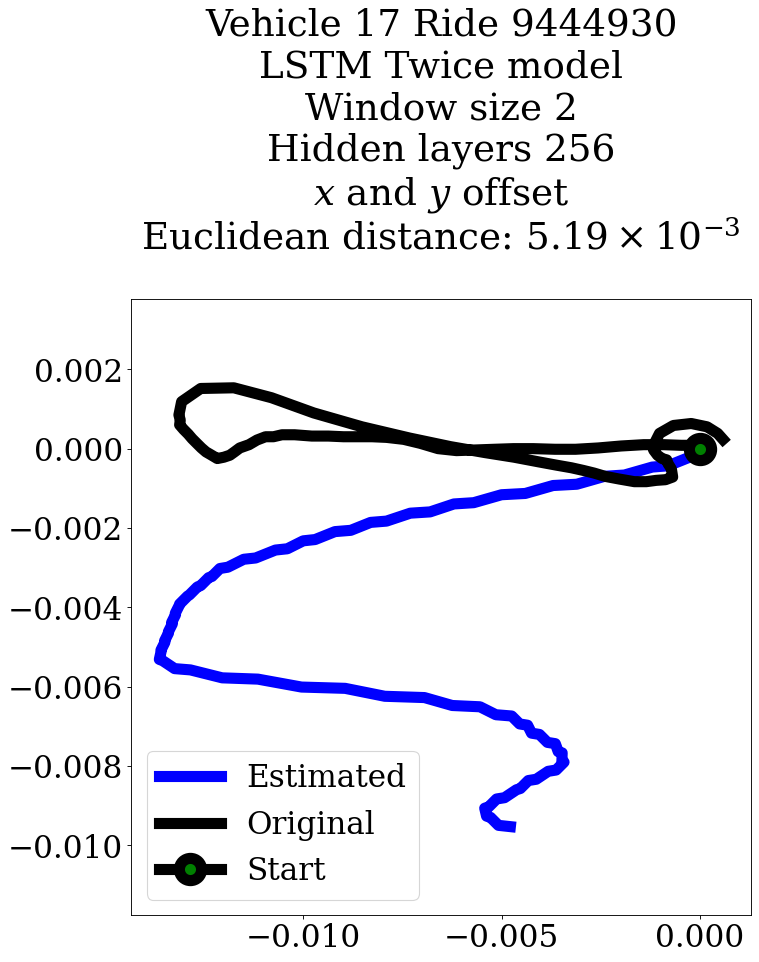 Vehicle 17 Ride 9444930
LSTM Twice model
Window size 2
Hidden layers 256
x and y offset
Euclidean distance: 5.19 × 10⁻³
0.002
0.000
−0.002
−0.004
−0.006
−0.008
−0.010
Estimated
Original
Start
−0.010 −0.005 0.000